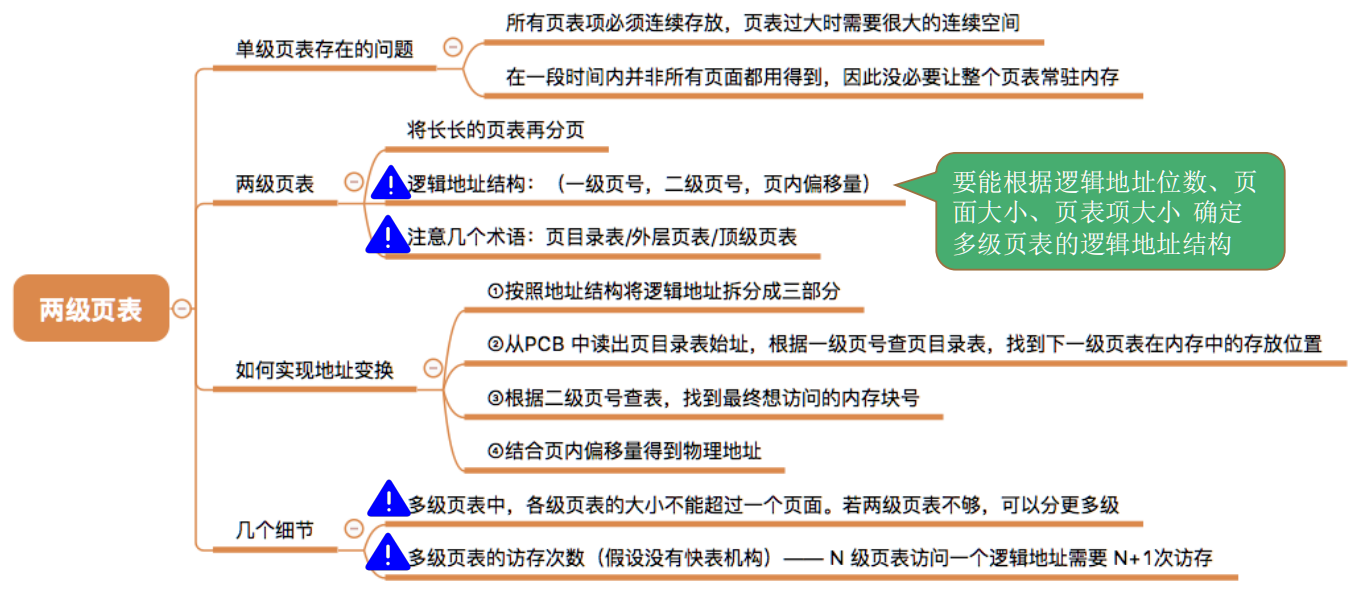 单级页表存在的问题
所有页表项必须连续存放，页表过大时需要很大的连续空间
在一段时间内并非所有页面都用得到，因此没必要让整个页表常驻内存
两级页表
将长长的页表再分页
逻辑地址结构：（一级页号，二级页号，页内偏移量）
注意几个术语：页目录表/外层页表/顶级页表
要能根据逻辑地址位数、页
面大小、页表项大小 确定
多级页表的逻辑地址结构
两级页表
如何实现地址变换
①按照地址结构将逻辑地址拆分成三部分
②从PCB 中读出页目录表始址，根据一级页号查页目录表，找到下一级页表在内存中的存放位置
③根据二级页号查表，找到最终想访问的内存块号
④结合页内偏移量得到物理地址
几个细节
多级页表中，各级页表的大小不能超过一个页面。若两级页表不够，可以分更多级
多级页表的访存次数（假设没有快表机构）—— N 级页表访问一个逻辑地址需要 N+1次访存